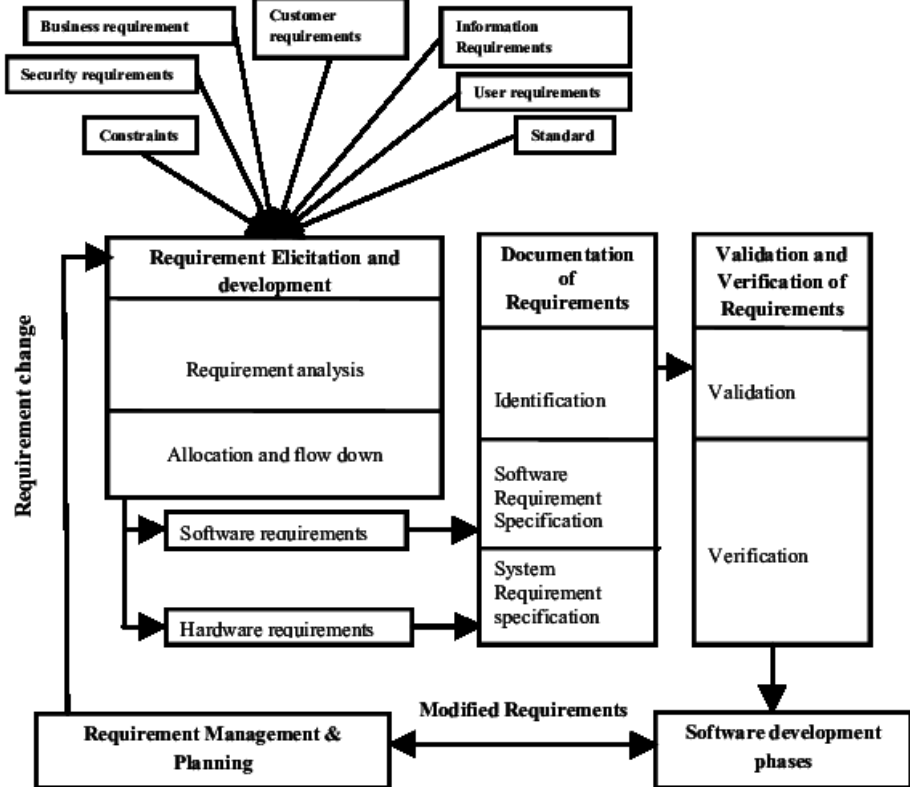 Customer
requirements
Business requirement
Information
Requirements
Security requirements
User requirements
Constraints
Standard
Requirement Elicitation and
development
Requirement analysis
Allocation and flow down
Software requirements
Hardware requirements
Documentation
of
Requirements
Identification
Software
Requirement
Specification
System
Requirement
specification
Validation and
Verification of
Requirements
Validation
Verification
Requirement change
Modified Requirements
Requirement Management &
Planning
Software development
phases